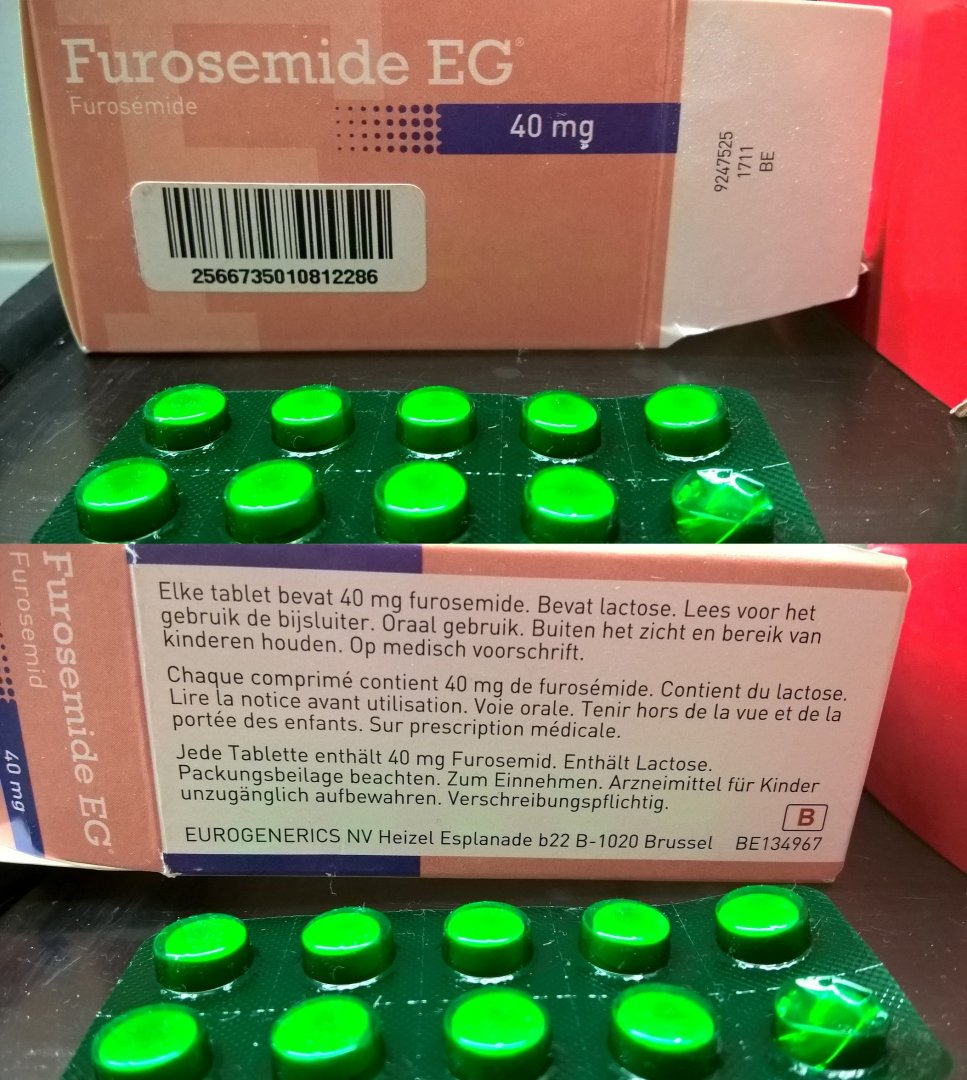 Furosemide EG®
Furosémide
40 mg
2566735010812286
9247525
1711
BE
Furosemide EG
Furosemid
40 mg
Elke tablet bevat 40 mg furosemide. Bevat lactose. Lees voor het
gebruik de bijsluiter. Oraal gebruik. Buiten het zicht en bereik van
kinderen houden. Op medisch voorschrift.
Chaque comprimé contient 40 mg de furosémide. Contient du lactose.
Lire la notice avant utilisation. Voie orale. Tenir hors de la vue et de la
portée des enfants. Sur prescription médicale.
Jede Tablette enthält 40 mg Furosemid. Enthält Lactose.
Packungsbeilage beachten. Zum Einnehmen. Arzneimittel für Kinder
unzugänglich aufbewahren. Verschreibungspflichtig.
B
EUROGENERICS NV Heizel Esplanade b22 B-1020 Brussel BE134967